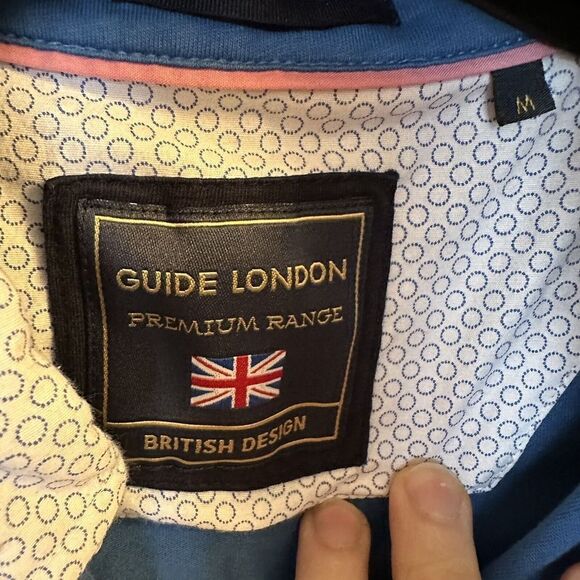 M
GUIDE LONDON
PREMIUM RANGE
BRITISH DESIGN